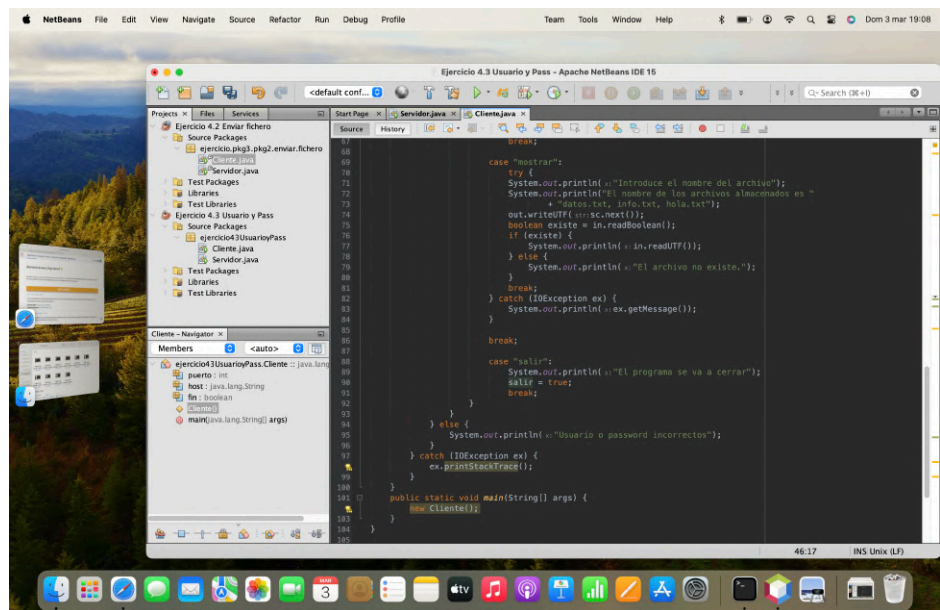 NetBeans File Edit View Navigate Source Refactor Run Debug Profile Team Tools Window Help Dom 3 mar 19:08
Ejercicio 4.3 Usuario y Pass - Apache NetBeans IDE 15
<default conf... Search (⌘+I)
Projects × Files Services
Start Page × Servidor.java × Cliente.java ×
Source History
Ejercicio 4.2 Enviar fichero
Source Packages
ejercicio.pkg3.pkg2.enviar.fichero
Cliente.java
Servidor.java
Test Packages
Libraries
Test Libraries
Ejercicio 4.3 Usuario y Pass
Source Packages
ejercicio43UsuarioyPass
Cliente.java
Servidor.java
Test Packages
Libraries
Test Libraries
Cliente - Navigator ×
Members <auto>
ejercicio43UsuarioyPass.Cliente :: java.lang
puerto : int
host : java.lang.String
fin : boolean
Cliente()
main(java.lang.String[] args)
67 break;
68
69 case "mostrar":
70 try {
71 System.out.println( x: "Introduce el nombre del archivo");
72 System.out.println("El nombre de los archivos almacenados es "
73 + "datos.txt, info.txt, hola.txt");
74 out.writeUTF( str: sc.next());
75 boolean existe = in.readBoolean();
76 if (existe) {
77 System.out.println( x: in.readUTF());
78 } else {
79 System.out.println( x: "El archivo no existe.");
80 }
81 break;
82 } catch (IOException ex) {
83 System.out.println( x: ex.getMessage());
84 }
85
86 break;
87
88 case "salir":
89 System.out.println( x: "El programa se va a cerrar");
90 salir = true;
91 break;
92 }
93 }
94 } else {
95 System.out.println( x: "Usuario o password incorrectos");
96 }
97 } catch (IOException ex) {
ex.printStackTrace();
99 }
100 }
101 public static void main(String[] args) {
new Cliente();
103 }
104 }
105
46:17 INS Unix (LF)
MAR
3
tv